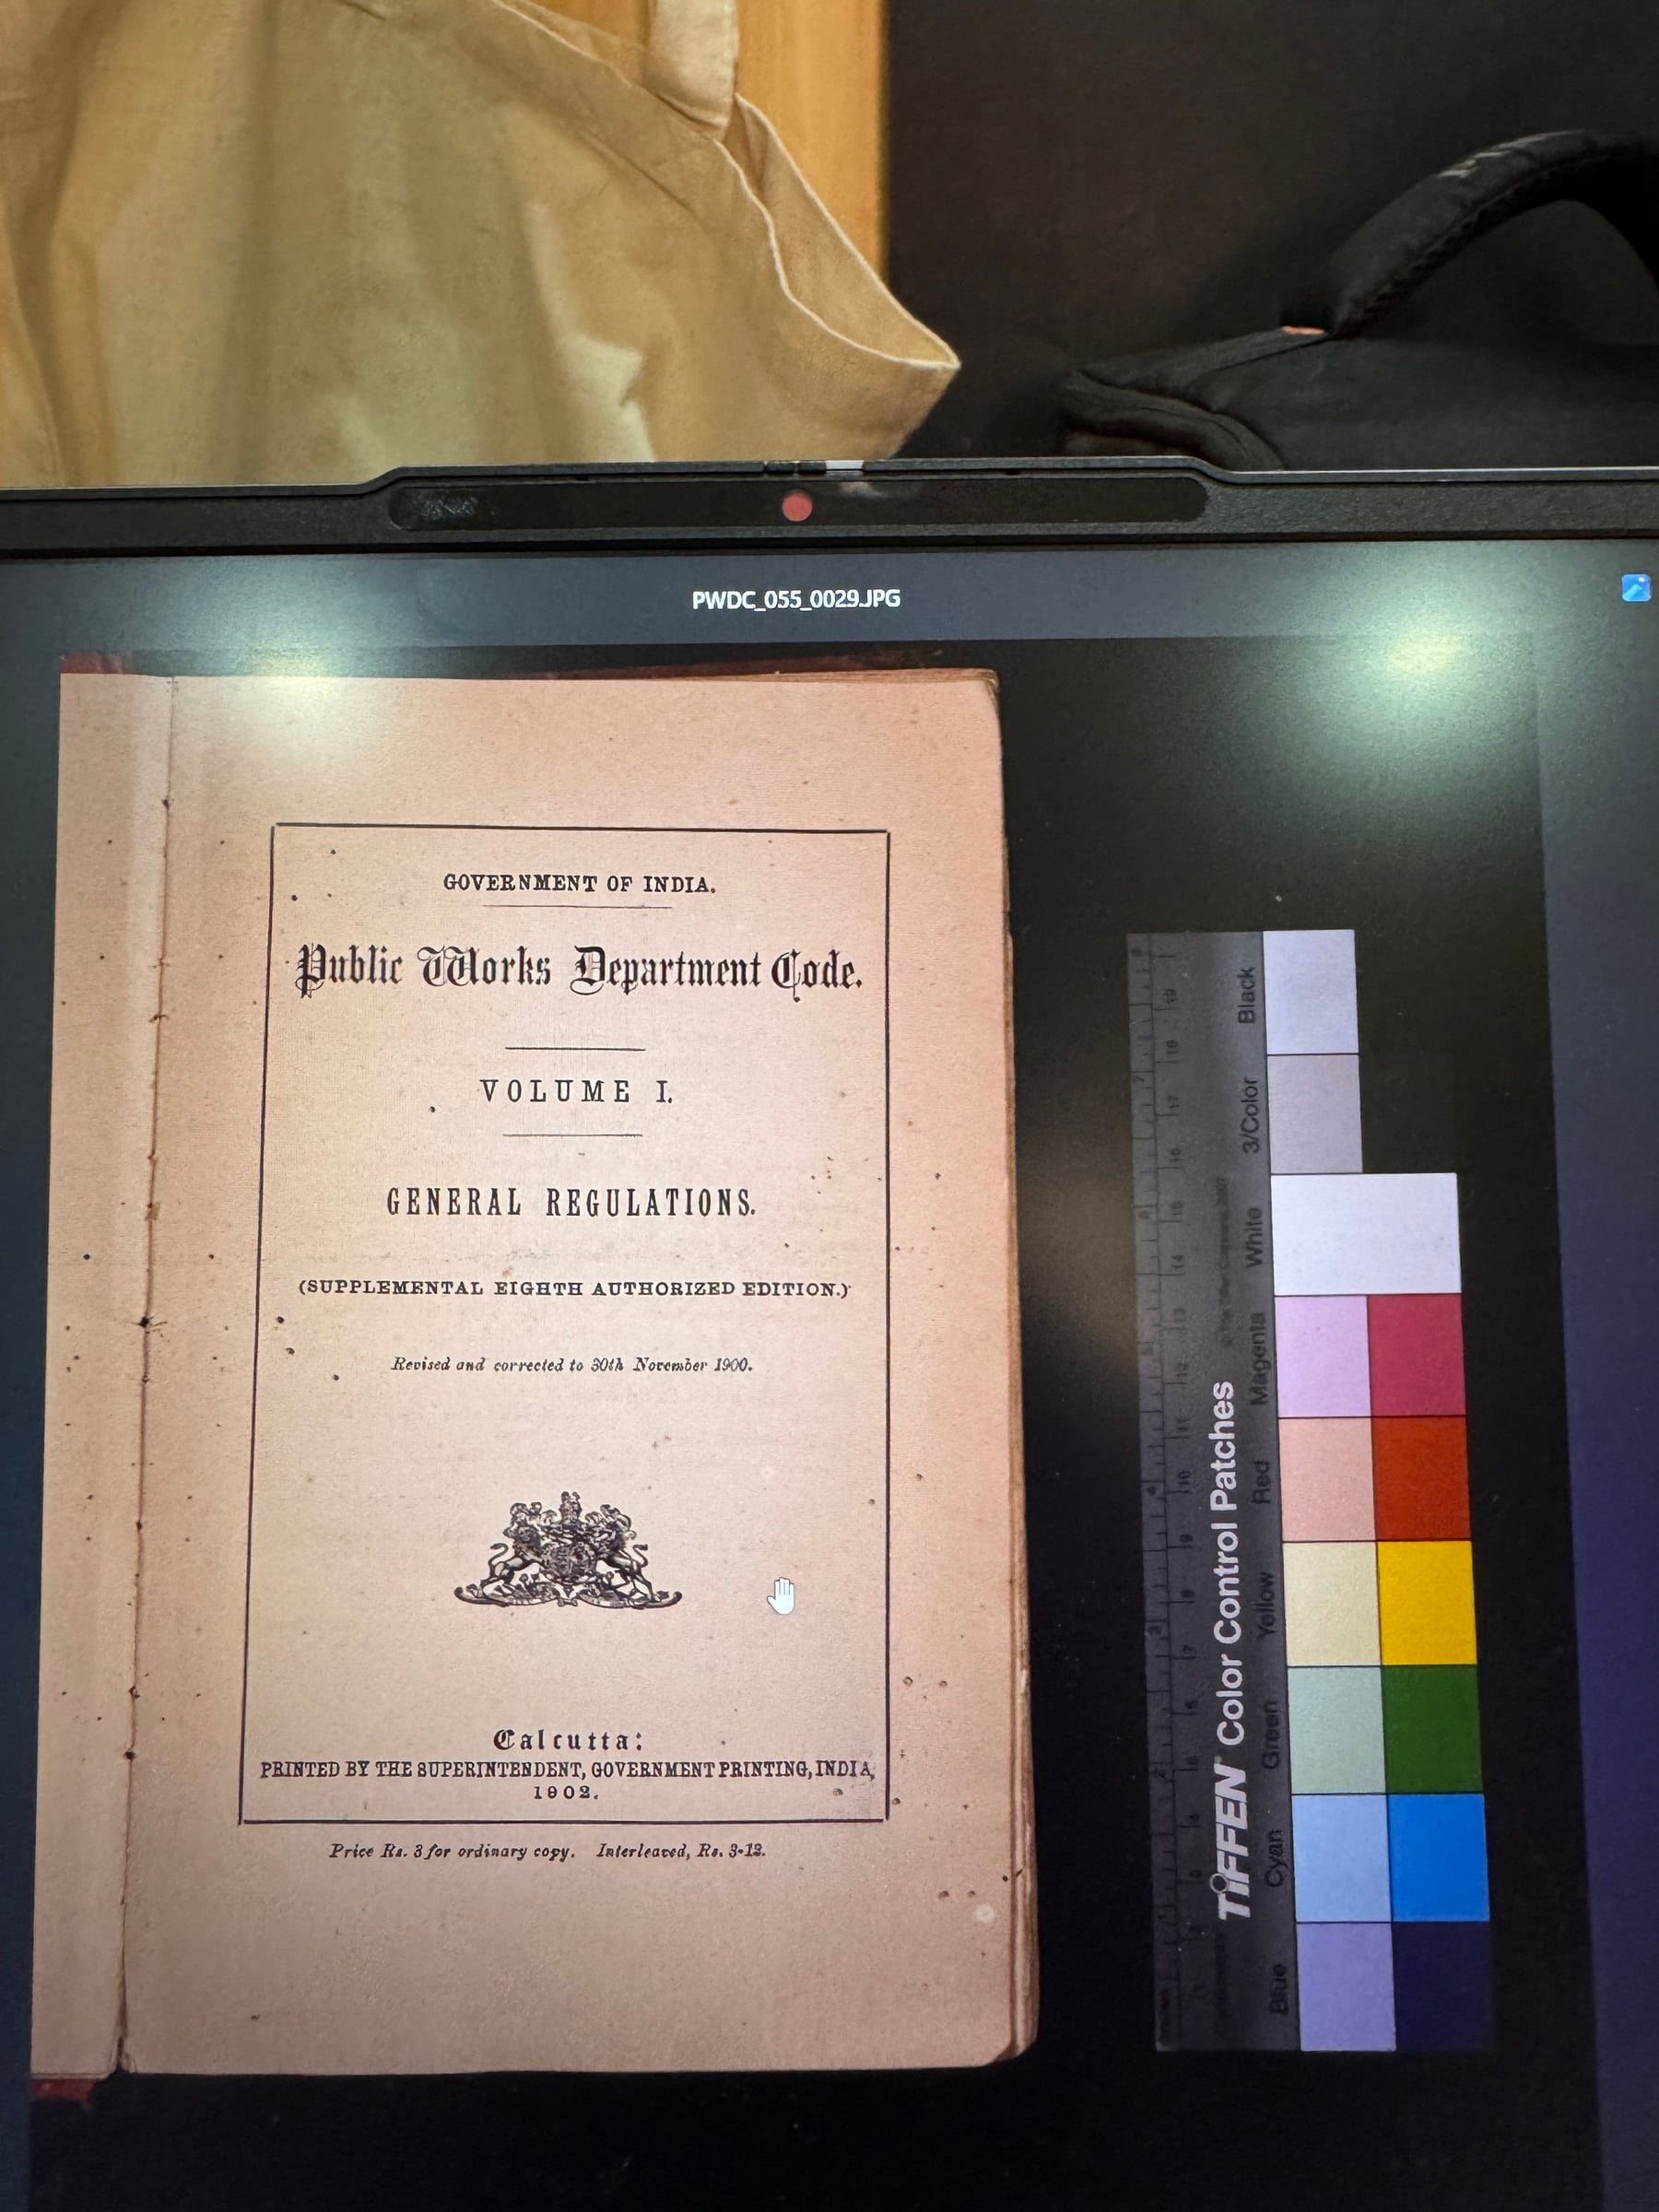 PWDC_055_0029.JPG
GOVERNMENT OF INDIA.
Public Works Department Code.
VOLUME I.
GENERAL REGULATIONS.
(SUPPLEMENTAL EIGHTH AUTHORIZED EDITION.)
Revised and corrected to 30th November 1900.
Calcutta:
PRINTED BY THE SUPERINTENDENT, GOVERNMENT PRINTING, INDIA,
1902.
Price Rs. 3 for ordinary copy. Interleaved, Rs. 3-12.
TIFFEN Color Control Patches
Blue Cyan Green Yellow Red Magenta White 3/Color Black